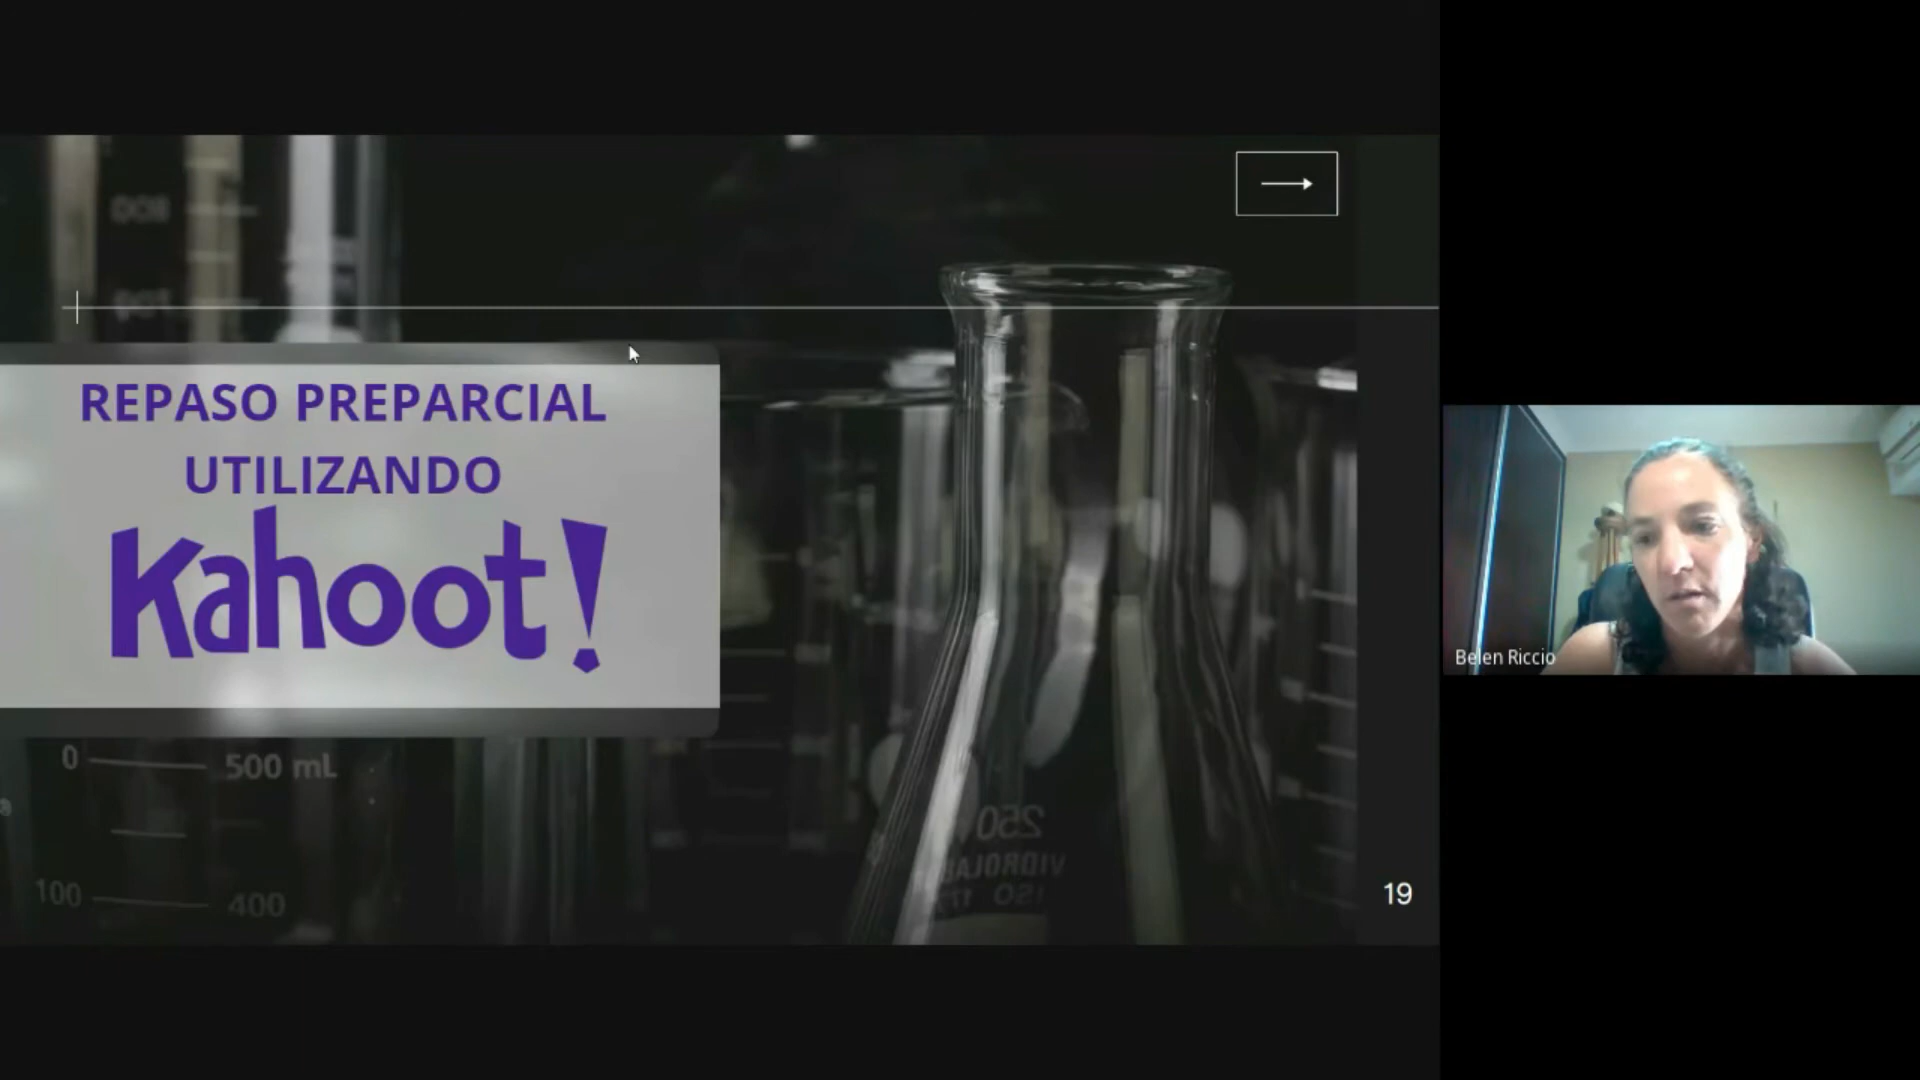 REPASO PREPARCIAL
UTILIZANDO
Kahoot!
0 500 mL
100 400
250
19
Belen Riccio